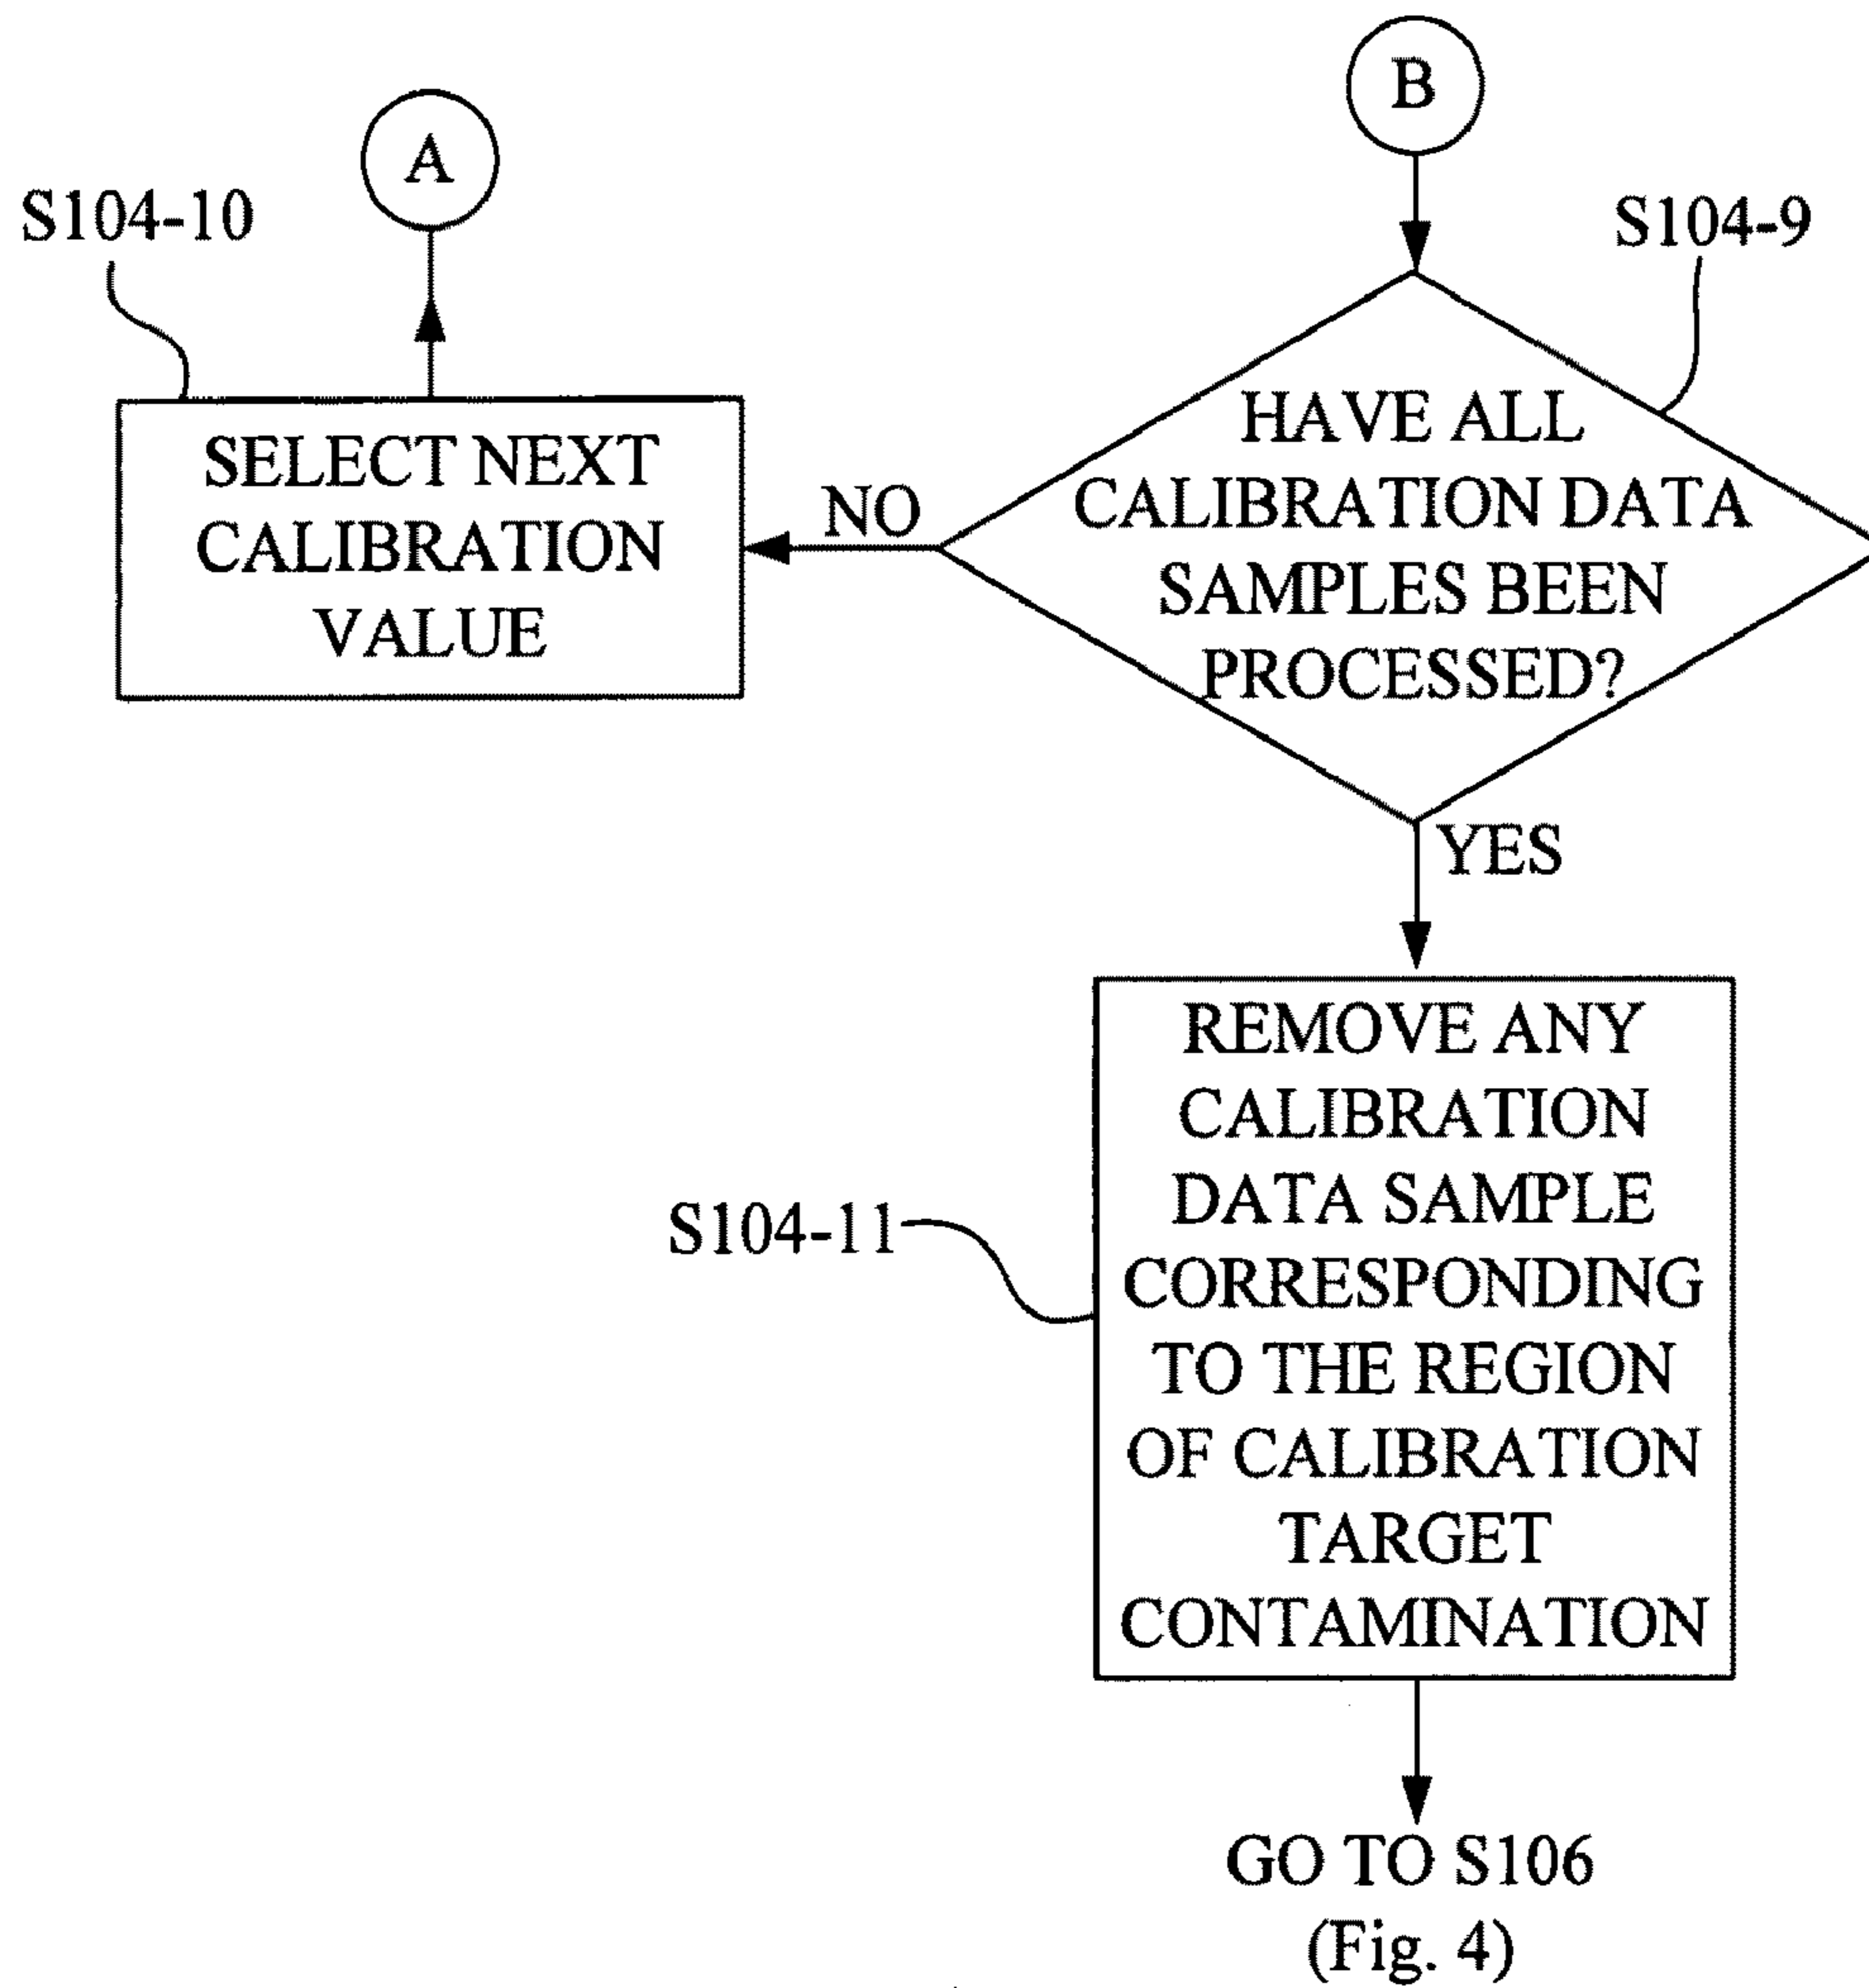 B
A
S104-10
S104-9
SELECT NEXT
CALIBRATION
VALUE
NO
HAVE ALL
CALIBRATION DATA
SAMPLES BEEN
PROCESSED?
YES
REMOVE ANY
CALIBRATION
DATA SAMPLE
CORRESPONDING
TO THE REGION
OF CALIBRATION
TARGET
CONTAMINATION
S104-11
GO TO S106
(Fig. 4)